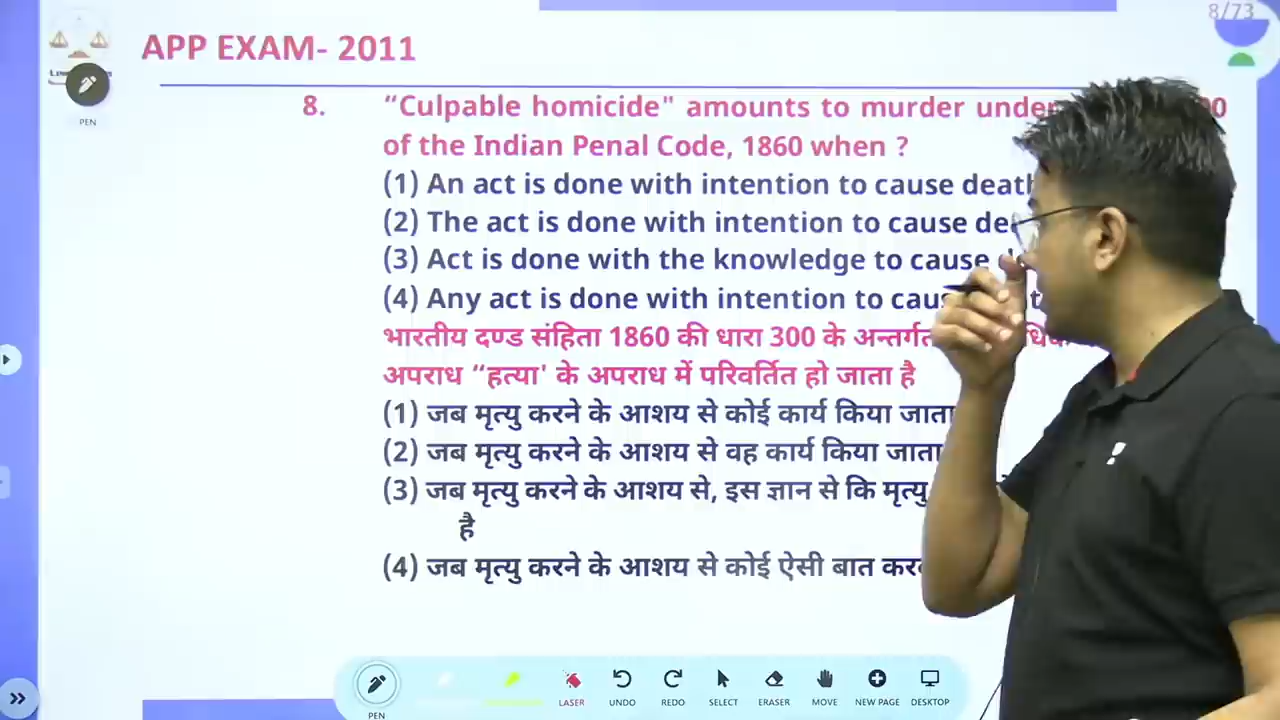 8/73
APP EXAM- 2011
PEN
8. “Culpable homicide" amounts to murder under
of the Indian Penal Code, 1860 when ?
(1) An act is done with intention to cause death
(2) The act is done with intention to cause
(3) Act is done with the knowledge to cause
(4) Any act is done with intention to cause
भारतीय दण्ड संहिता 1860 की धारा 300 के अन्तर्गत
अपराध “हत्या' के अपराध में परिवर्तित हो जाता है
(1) जब मृत्यु करने के आशय से कोई कार्य किया जाता
(2) जब मृत्यु करने के आशय से वह कार्य किया जाता
(3) जब मृत्यु करने के आशय से, इस ज्ञान से कि मृत्यु
है
(4) जब मृत्यु करने के आशय से कोई ऐसी बात
PEN LASER UNDO REDO SELECT ERASER MOVE NEW PAGE DESKTOP